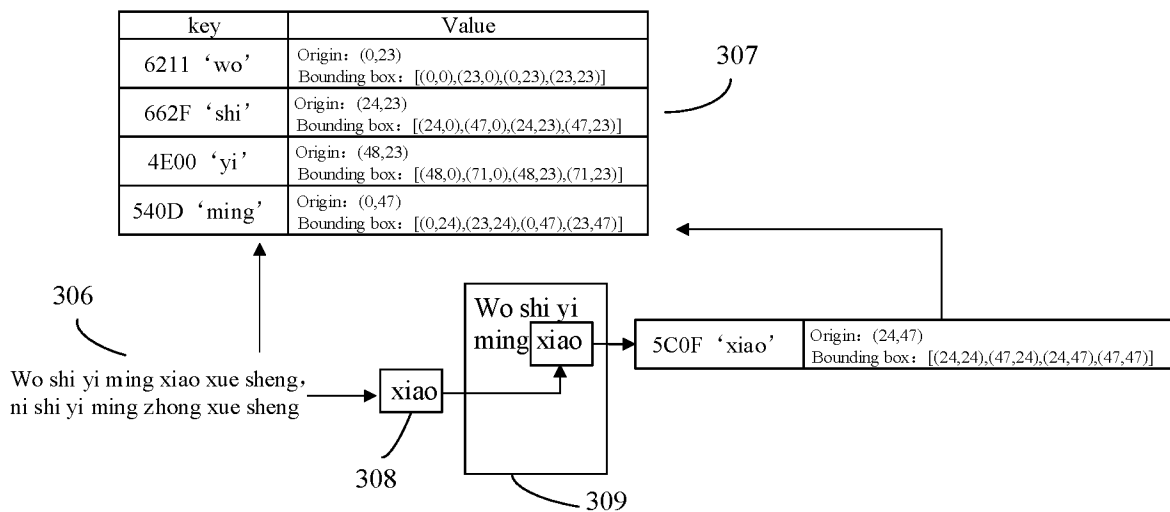 key Value
6211 ‘wo’ Origin：(0,23)
Bounding box：[(0,0),(23,0),(0,23),(23,23)]
307
662F ‘shi’ Origin：(24,23)
Bounding box：[(24,0),(47,0),(24,23),(47,23)]
4E00 ‘yi’ Origin：(48,23)
Bounding box：[(48,0),(71,0),(48,23),(71,23)]
540D ‘ming’ Origin：(0,47)
Bounding box：[(0,24),(23,24),(0,47),(23,47)]
306
Wo shi yi ming xiao xue sheng，
ni shi yi ming zhong xue sheng
xiao
308
Wo shi yi
ming xiao
309
5C0F ‘xiao’ Origin：(24,47)
Bounding box：[(24,24),(47,24),(24,47),(47,47)]